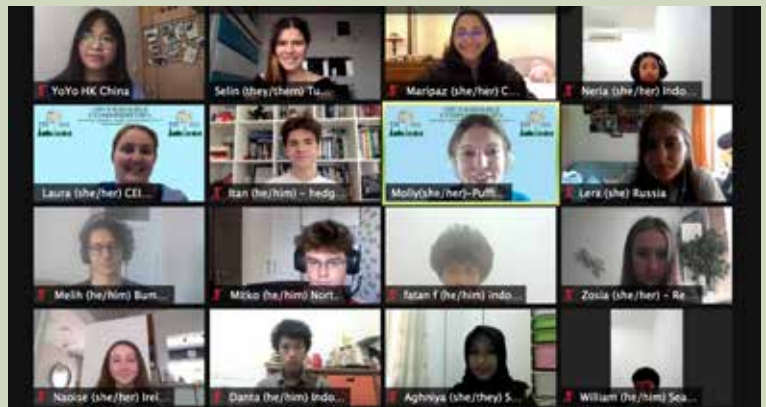 YoYo HK China
Selin (they/them) Tu...
Maripaz (she/her) C...
Neria (she/her) Indo...
Laura (she/her) CEI...
Itan (he/him) - hedg...
Molly(she/her)-Puffi...
Lera (she) Russia
Melih (he/him) Bum...
Mitko (he/him) Nort...
fatan f (he/him) indo...
Zosia (she/her) - Re...
Naoise (she/her) Irel...
Danta (he/him) Indo...
Aghniya (she/they) S...
William (he/him) Sea...